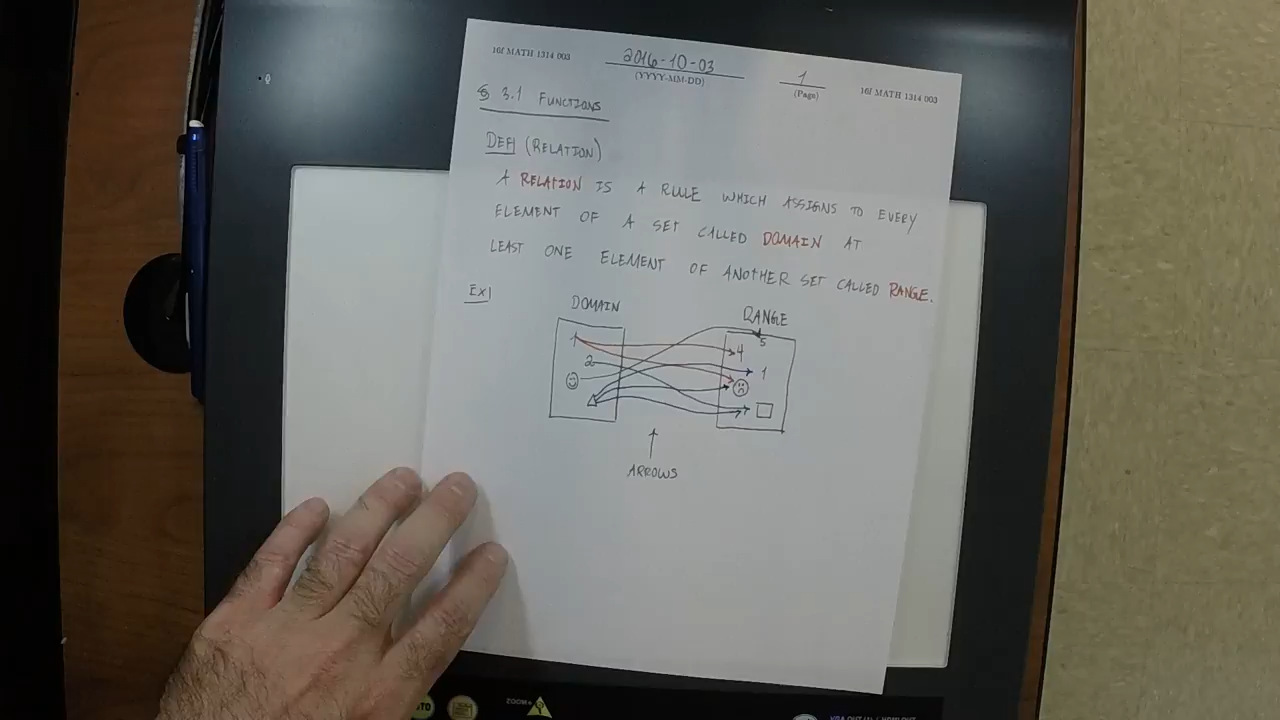 16f MATH 1314 003
2016-10-03
(YYYY-MM-DD)
1
(Page)
16f MATH 1314 003
§ 3.1 FUNCTIONS
DEF (RELATION)
A RELATION IS A RULE WHICH ASSIGNS TO EVERY
ELEMENT OF A SET CALLED DOMAIN AT
LEAST ONE ELEMENT OF ANOTHER SET CALLED RANGE.
EX
DOMAIN
RANGE
1
2
5
4
1
ARROWS
ZOOM